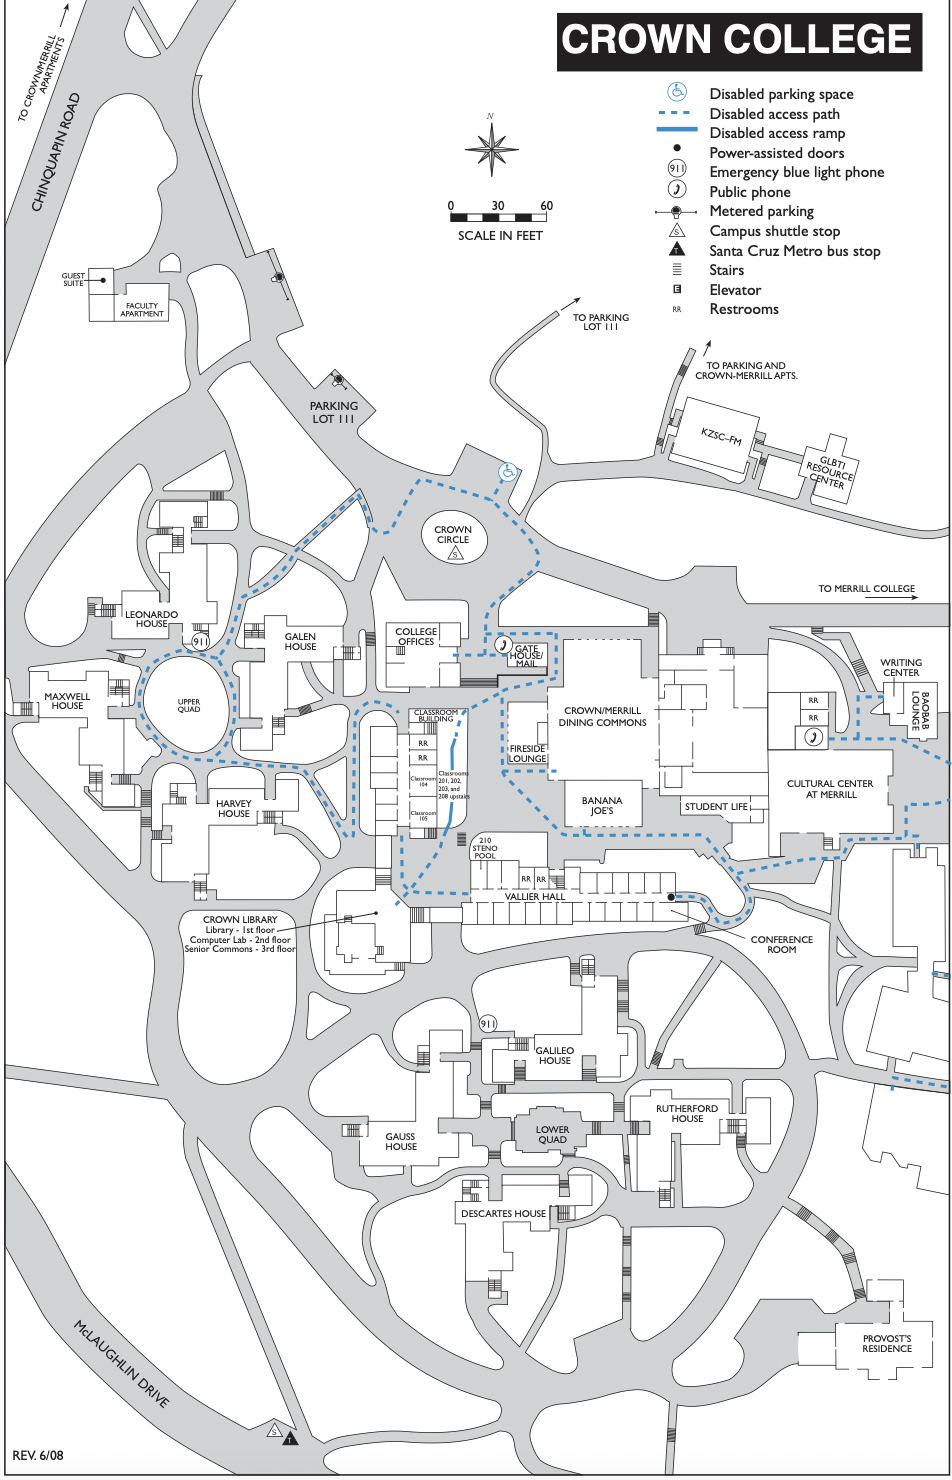 CROWN COLLEGE
Disabled parking space
Disabled access path
Disabled access ramp
Power-assisted doors
911
Emergency blue light phone
Public phone
Metered parking
S
Campus shuttle stop
T
Santa Cruz Metro bus stop
Stairs
E
Elevator
RR
Restrooms
N
0 30 60
SCALE IN FEET
TO CROWN/MERRILL
APARTMENTS
CHINQUAPIN ROAD
GUEST
SUITE
FACULTY
APARTMENT
PARKING
LOT 111
TO PARKING
LOT 111
TO PARKING AND
CROWN-MERRILL APTS.
KZSC-FM
GLBTI
RESOURCE
CENTER
CROWN
CIRCLE
S
TO MERRILL COLLEGE
LEONARDO
HOUSE
911
GALEN
HOUSE
COLLEGE
OFFICES
GATE
HOUSE/
MAIL
WRITING
CENTER
BAOBAB
LOUNGE
MAXWELL
HOUSE
UPPER
QUAD
CLASSROOM
BUILDING
RR
RR
Classroom
104
Classrooms
201, 202,
203, and
208 upstairs
Classroom
105
CROWN/MERRILL
DINING COMMONS
FIRESIDE
LOUNGE
RR
RR
CULTURAL CENTER
AT MERRILL
HARVEY
HOUSE
BANANA
JOE'S
STUDENT LIFE
210
STENO
POOL
RR RR
VALLIER HALL
CONFERENCE
ROOM
CROWN LIBRARY
Library - 1st floor
Computer Lab - 2nd floor
Senior Commons - 3rd floor
911
GALILEO
HOUSE
RUTHERFORD
HOUSE
GAUSS
HOUSE
LOWER
QUAD
DESCARTES HOUSE
PROVOST'S
RESIDENCE
McLAUGHLIN DRIVE
S
T
REV. 6/08